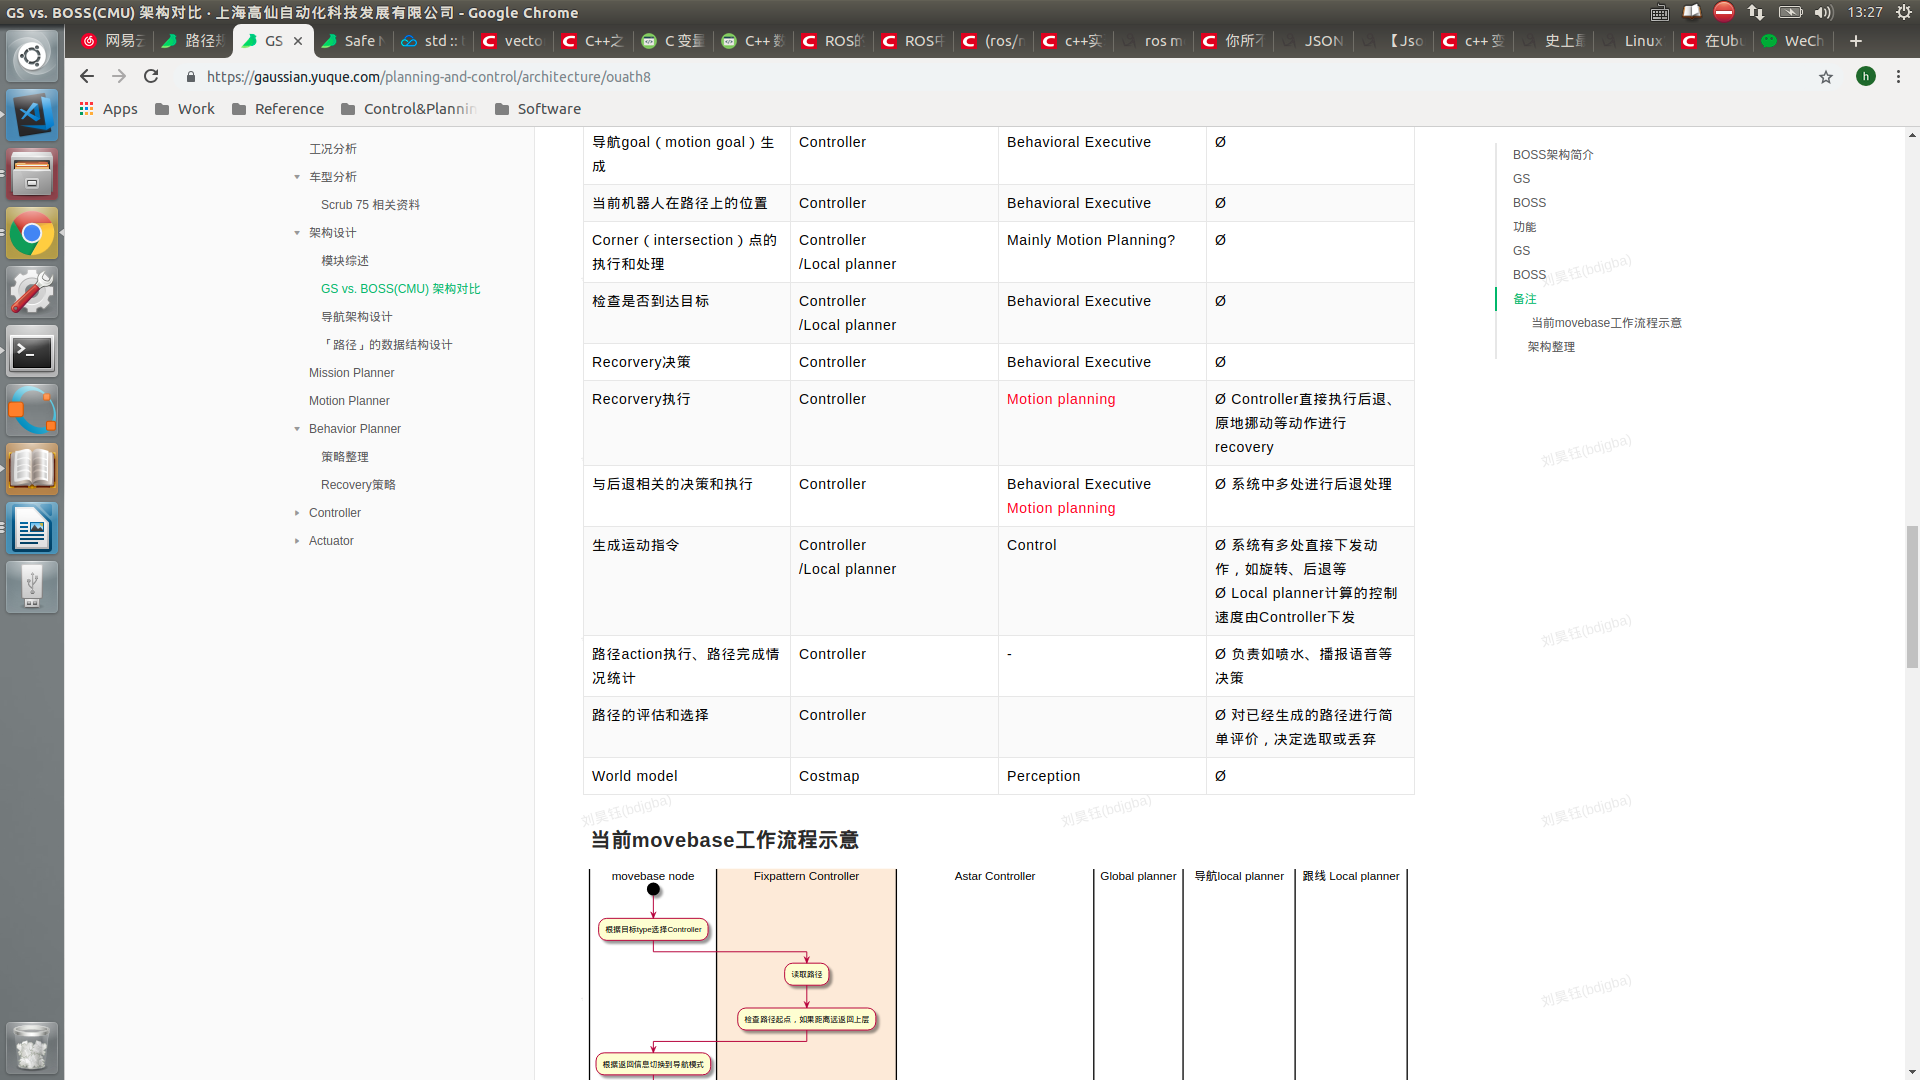 GS vs. BOSS(CMU) 架构对比 · 上海高仙自动化科技发展有限公司 - Google Chrome
13:27
网易云
路径规
GS
Safe N
std ::
vecto
C++之
C 变量
C++ 数
ROS的
ROS中
(ros/r
c++实
ros m
你所不
JSON
【Jso
c++ 变
史上最
Linux
在Ubu
WeCh
https://gaussian.yuque.com/planning-and-control/architecture/ouath8
h
Apps
Work
Reference
Control&Plannin
Software
工况分析
车型分析
Scrub 75 相关资料
架构设计
模块综述
GS vs. BOSS(CMU) 架构对比
导航架构设计
「路径」的数据结构设计
Mission Planner
Motion Planner
Behavior Planner
策略整理
Recovery策略
Controller
Actuator
导航goal（motion goal）生成 Controller Behavioral Executive Ø
当前机器人在路径上的位置 Controller Behavioral Executive Ø
Corner（intersection）点的 Controller Mainly Motion Planning? Ø
执行和处理 /Local planner
检查是否到达目标 Controller Behavioral Executive Ø
/Local planner
Recorvery决策 Controller Behavioral Executive Ø
Recorvery执行 Controller Motion planning Ø Controller直接执行后退、
原地挪动等动作进行
recovery
与后退相关的决策和执行 Controller Behavioral Executive Ø 系统中多处进行后退处理
Motion planning
生成运动指令 Controller Control Ø 系统有多处直接下发动
/Local planner 作，如旋转、后退等
Ø Local planner计算的控制
速度由Controller下发
路径action执行、路径完成情 Controller - Ø 负责如喷水、播报语音等
况统计 决策
路径的评估和选择 Controller Ø 对已经生成的路径进行简
单评价，决定选取或丢弃
World model Costmap Perception Ø
当前movebase工作流程示意
movebase node Fixpattern Controller Astar Controller Global planner 导航local planner 跟线 Local planner
根据目标type选择Controller
读取路径
检查路径起点，如果距离远返回上层
根据返回信息切换到导航模式
BOSS架构简介
GS
BOSS
功能
GS
BOSS
备注
当前movebase工作流程示意
架构整理
刘昊钰(bdjgba)
刘昊钰(bdjgba)
刘昊钰(bdjgba)
刘昊钰(bdjgba)
刘昊钰(bdjgba)
刘昊钰(bdjgba)
刘昊钰(bdjgba)